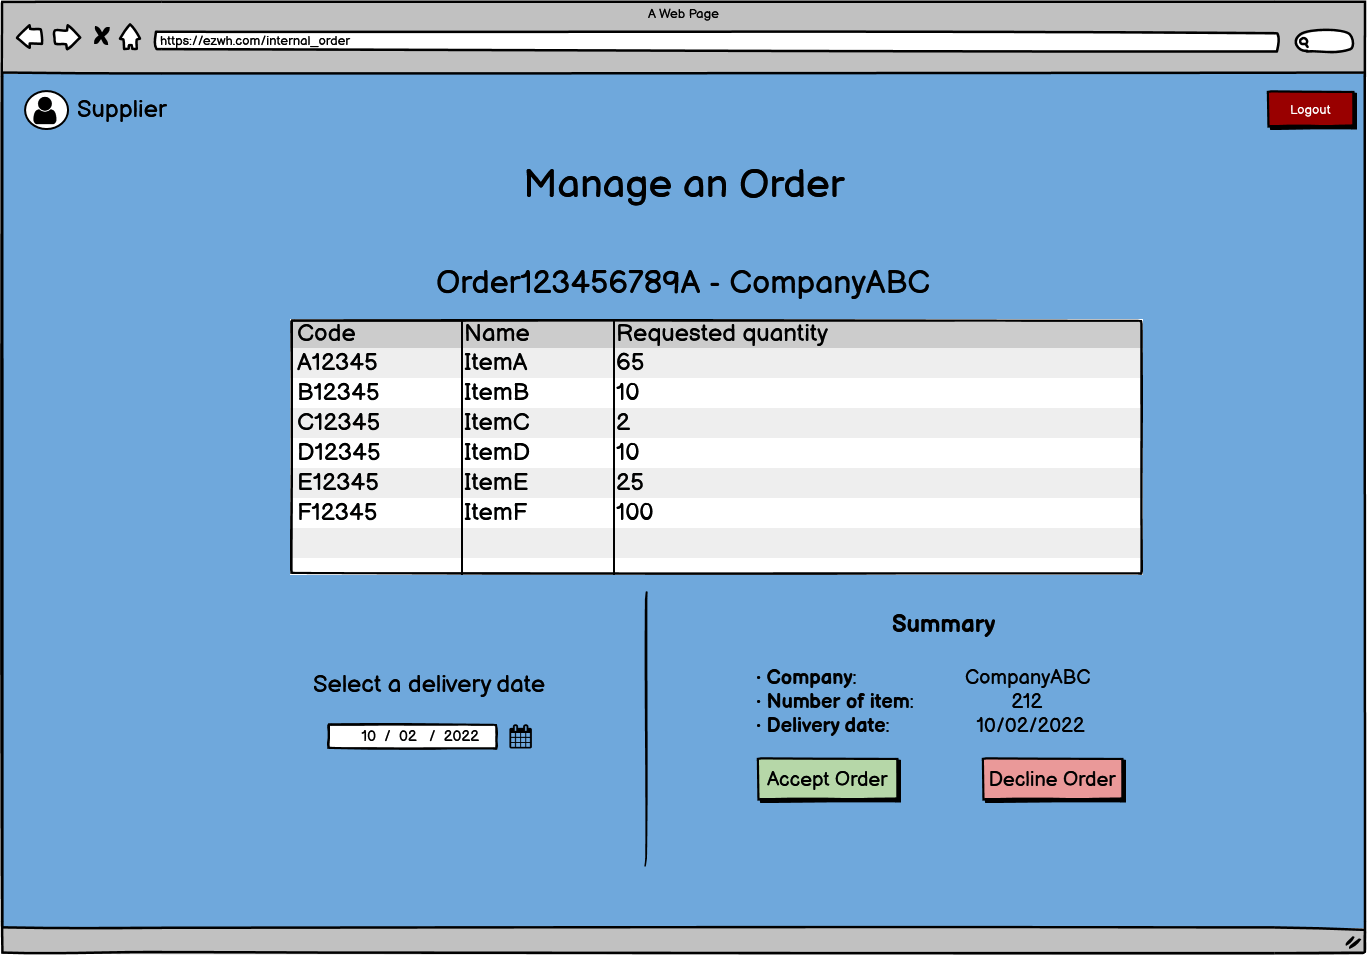 A Web Page
https://ezwh.com/internal_order
Supplier
Logout
Manage an Order
Order123456789A - CompanyABC
Code Name Requested quantity
A12345 ItemA 65
B12345 ItemB 10
C12345 ItemC 2
D12345 ItemD 10
E12345 ItemE 25
F12345 ItemF 100
Select a delivery date
10 / 02 / 2022
Summary
· Company: CompanyABC
· Number of item: 212
· Delivery date: 10/02/2022
Accept Order
Decline Order